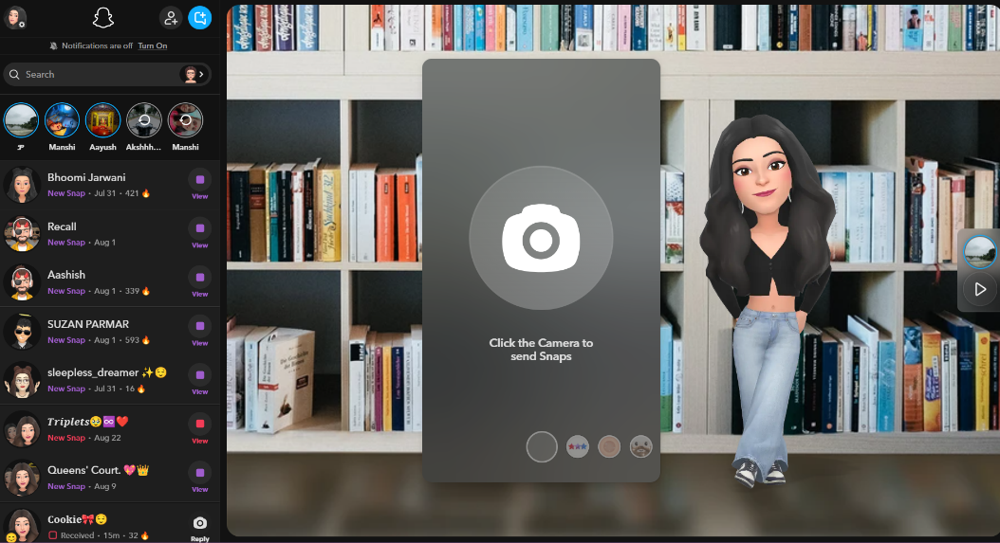 Notifications are off Turn On
Search
ア
Manshi
Aayush
Akshhh...
Manshi
Bhoomi Jarwani
New Snap · Jul 31 · 421 🔥
View
Recall
New Snap · Aug 1
View
Aashish
New Snap · Aug 1 · 339 🔥
View
SUZAN PARMAR
New Snap · Aug 1 · 593 🔥
View
sleepless_dreamer ✨😌
New Snap · Jul 31 · 16 🔥
View
Triplets🥹♾️❤️
New Snap · Aug 22
View
Queens' Court. 💖👑
New Snap · Aug 9
View
Cookie🎀😌
Received · 15m · 32 🔥
Reply
Click the Camera to
send Snaps